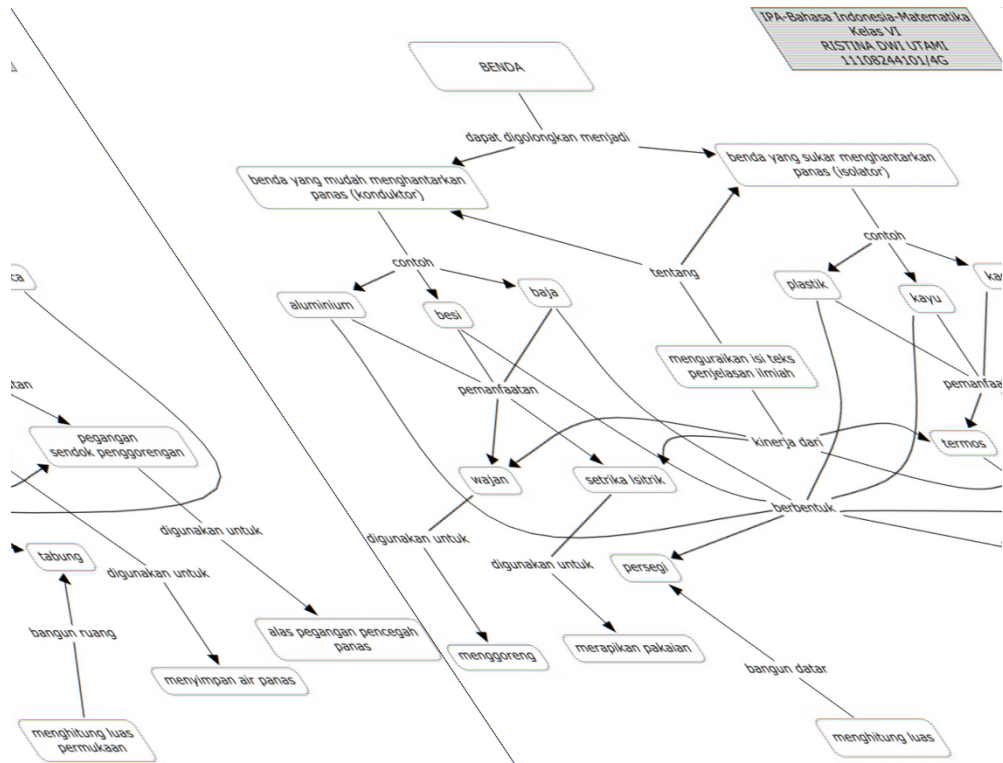 IPA-Bahasa Indonesia-Matematika
Kelas VI
RISTINA DWI UTAMI
11108244101/4G
BENDA
dapat digolongkan menjadi
benda yang mudah menghantarkan
panas (konduktor)
benda yang sukar menghantarkan
panas (isolator)
contoh
contoh
tentang
aluminium
besi
baja
plastik
kayu
menguraikan isi teks
penjelasan ilmiah
pemanfaatan
pegangan
sendok penggorengan
kinerja dari
termos
wajan
setrika lsitrik
berbentuk
digunakan untuk
digunakan untuk
digunakan untuk
digunakan untuk
tabung
persegi
bangun ruang
alas pegangan pencegah
panas
menggoreng
merapikan pakaian
menyimpan air panas
bangun datar
menghitung luas
permukaan
menghitung luas